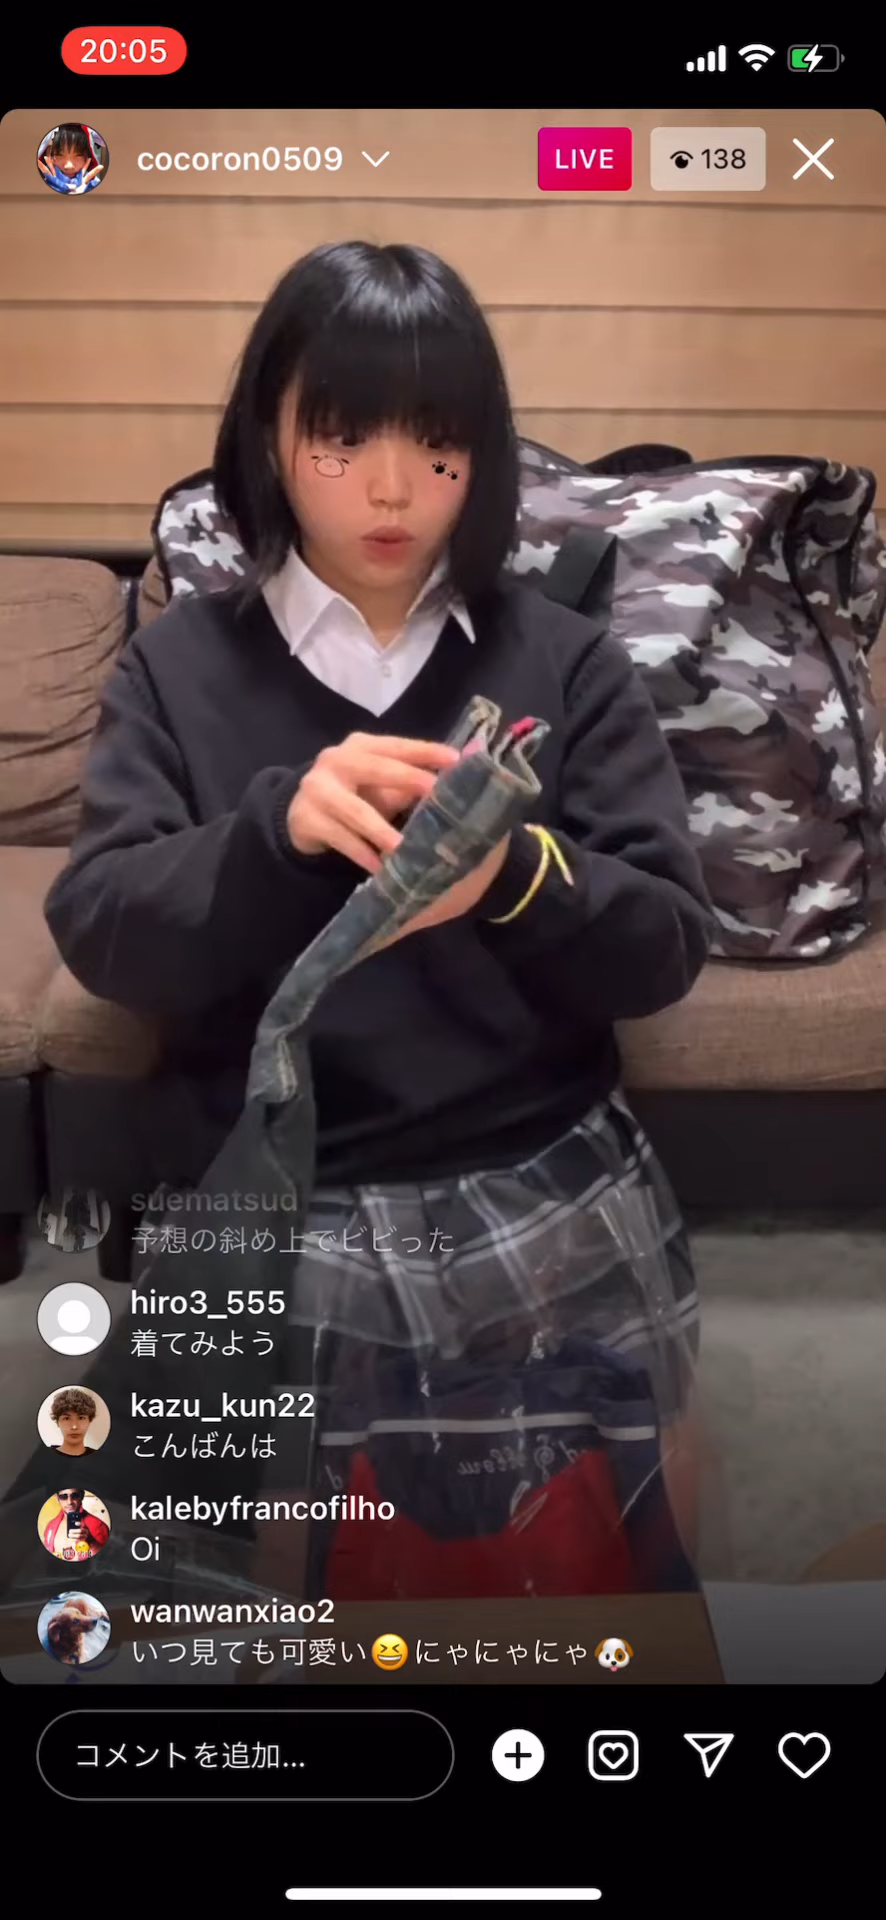 20:05
cocoron0509
LIVE
138
suematsud
予想の斜め上でビビった
hiro3_555
着てみよう
kazu_kun22
こんばんは
kalebyfrancofilho
Oi
wanwanxiao2
いつ見ても可愛い😆にゃにゃにゃ🐶
コメントを追加...